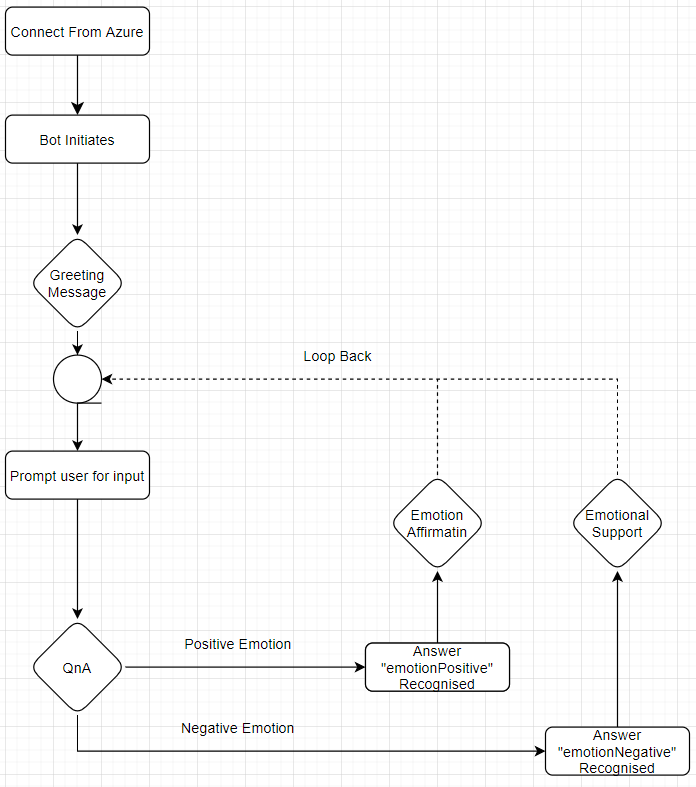 Connect From Azure
Bot Initiates
Greeting
Message
Loop Back
Prompt user for input
Emotion
Affirmatin
Emotional
Support
QnA
Positive Emotion
Answer
"emotionPositive"
Recognised
Negative Emotion
Answer
"emotionNegative"
Recognised